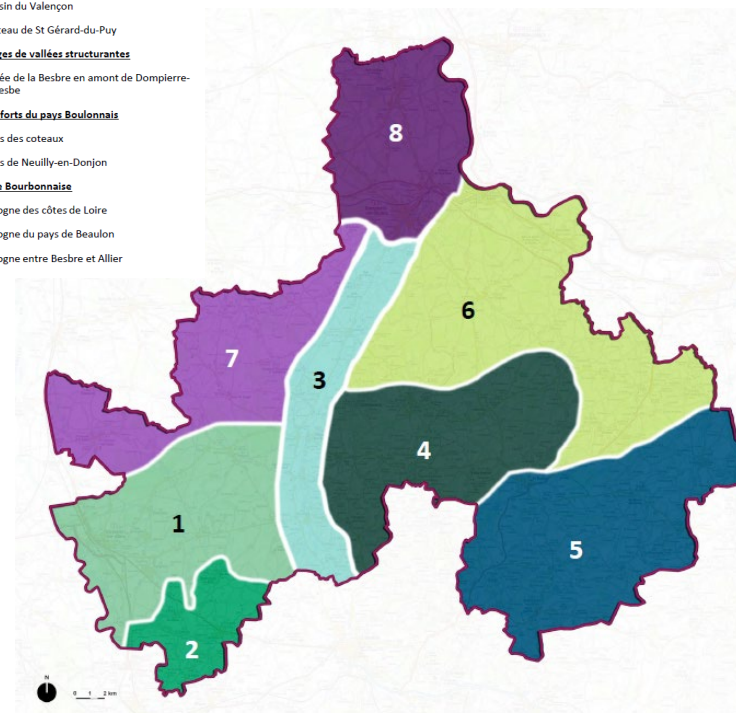 sin du Valençon
eau de St Gérard-du-Puy
ges de vallées structurantes
ée de la Besbre en amont de Dompierre-
esbe
forts du pays Boulonnais
s des coteaux
s de Neuilly-en-Donjon
e Bourbonnaise
ogne des côtes de Loire
ogne du pays de Beaulon
ogne entre Besbre et Allier
8
6
3
7
4
1
5
2
N
0 1 2 km